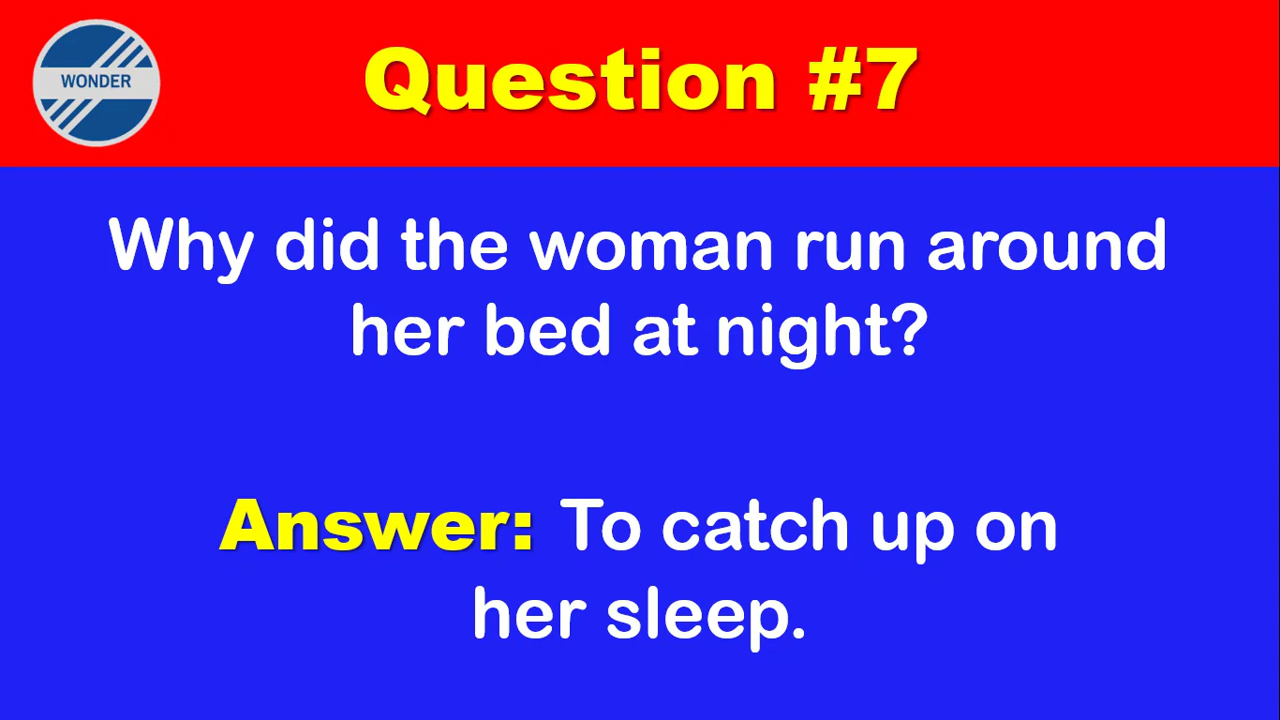 WONDER
Question #7
Why did the woman run around
her bed at night?
Answer: To catch up on
her sleep.